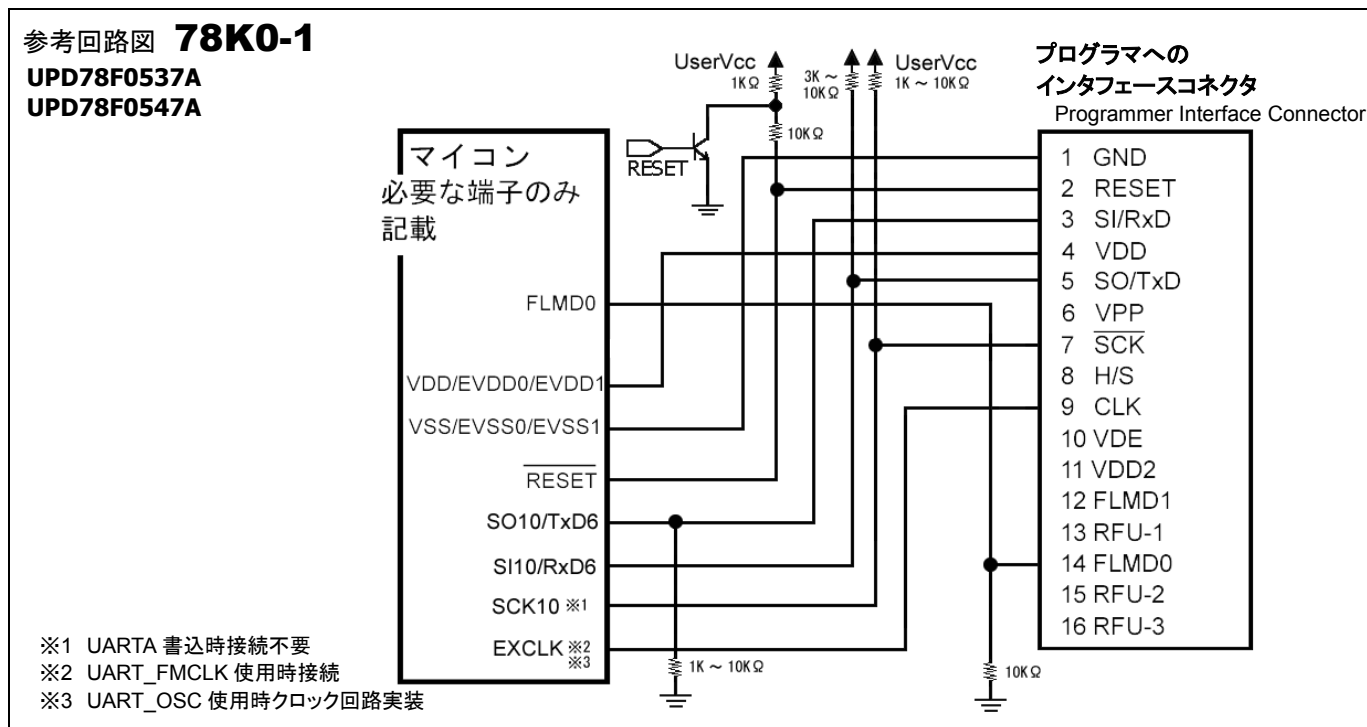 参考回路図 78K0-1
UPD78F0537A
UPD78F0547A
UserVcc
1KΩ
3K ～
10KΩ
UserVcc
1K ～ 10KΩ
10KΩ
RESET
プログラマへの
インタフェースコネクタ
Programmer Interface Connector
マイコン
必要な端子のみ
記載
FLMD0
VDD/EVDD0/EVDD1
VSS/EVSS0/EVSS1
RESET
SO10/TxD6
SI10/RxD6
SCK10 ※1
EXCLK ※2
※3
1K ～ 10KΩ
10KΩ
1 GND
2 RESET
3 SI/RxD
4 VDD
5 SO/TxD
6 VPP
7 SCK
8 H/S
9 CLK
10 VDE
11 VDD2
12 FLMD1
13 RFU-1
14 FLMD0
15 RFU-2
16 RFU-3
※1 UARTA 書込時接続不要
※2 UART_FMCLK 使用時接続
※3 UART_OSC 使用時クロック回路実装